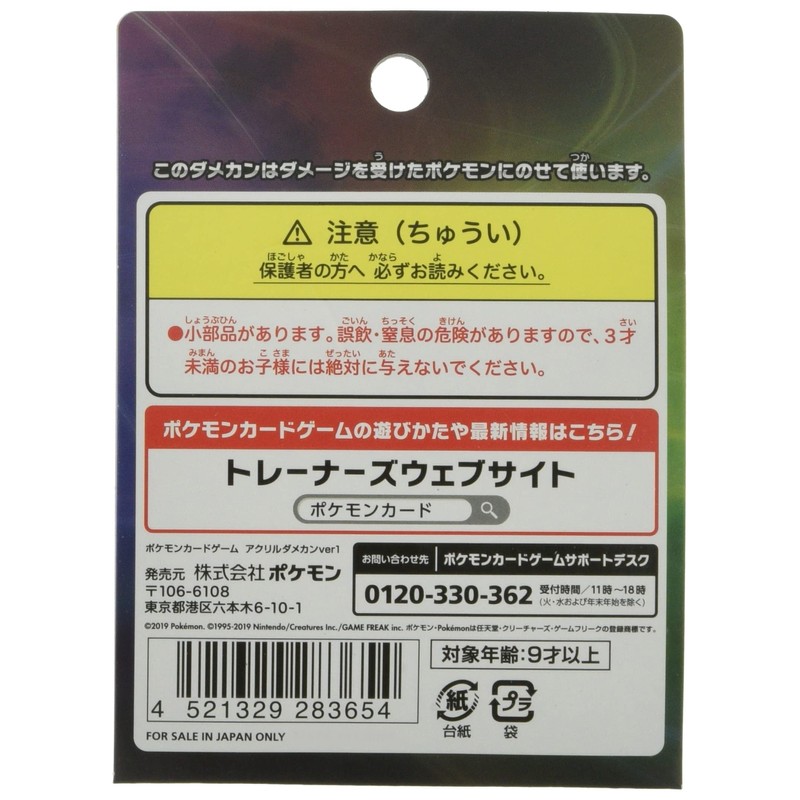 このダメカンはダメージを受けたポケモンにのせて使います。
⚠ 注意（ちゅうい）
保護者の方へ 必ずお読みください。
●小部品があります。誤飲・窒息の危険がありますので、3才
未満のお子様には絶対に与えないでください。
ポケモンカードゲームの遊びかたや最新情報はこちら!
トレーナーズウェブサイト
ポケモンカード
ポケモンカードゲーム アクリルダメカンver1
発売元 株式会社 ポケモン
〒106-6108
東京都港区六本木6-10-1
お問い合わせ先 ポケモンカードゲームサポートデスク
0120-330-362 受付時間/11時〜18時
(火・水および年末年始を除く)
©2019 Pokémon. ©1995-2019 Nintendo/Creatures Inc./GAME FREAK inc. ポケモン・Pokémonは任天堂・クリーチャーズ・ゲームフリークの登録商標です。
対象年齢:9才以上
4 521329 283654
紙 プラ
台紙 袋
FOR SALE IN JAPAN ONLY